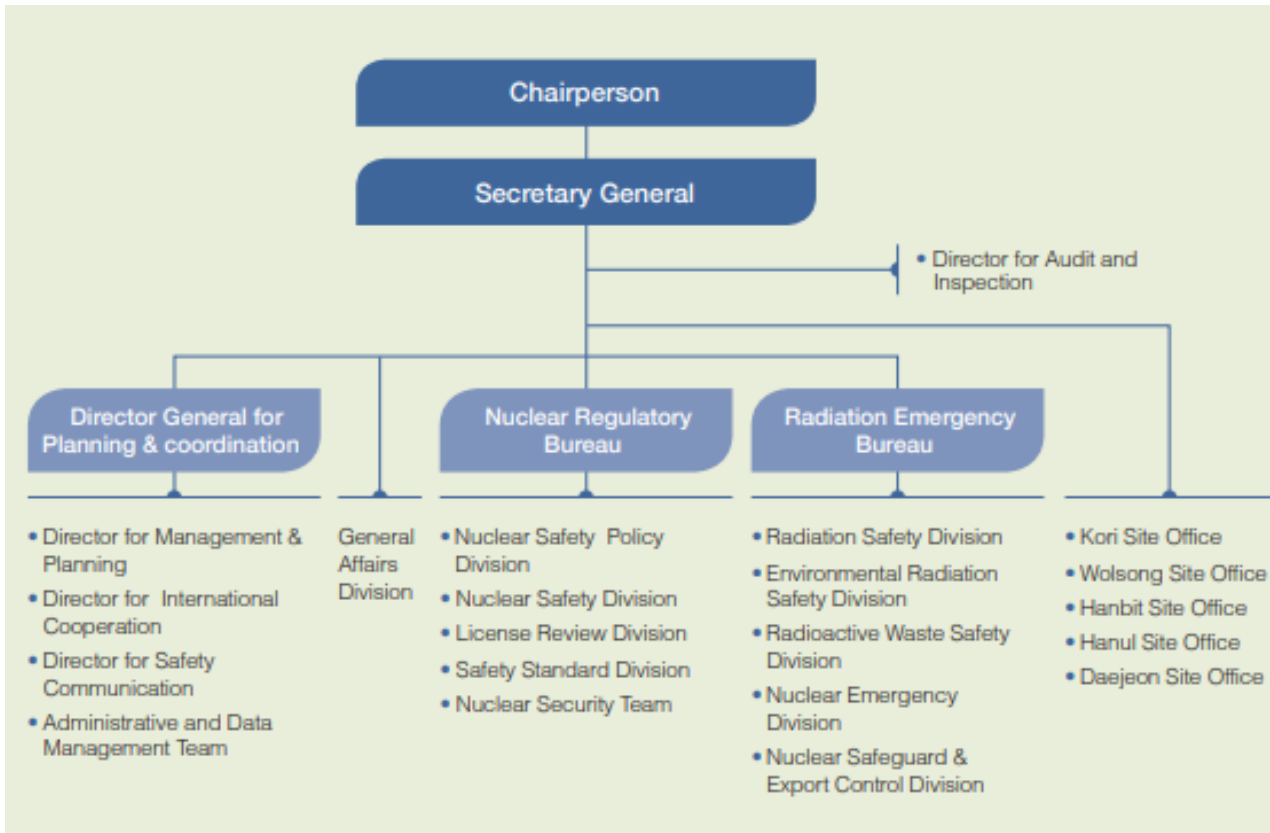 Chairperson
Secretary General
• Director for Audit and
Inspection
Director General for
Planning & coordination
Nuclear Regulatory
Bureau
Radiation Emergency
Bureau
• Director for Management &
Planning
• Director for International
Cooperation
• Director for Safety
Communication
• Administrative and Data
Management Team
General
Affairs
Division
• Nuclear Safety Policy
Division
• Nuclear Safety Division
• License Review Division
• Safety Standard Division
• Nuclear Security Team
• Radiation Safety Division
• Environmental Radiation
Safety Division
• Radioactive Waste Safety
Division
• Nuclear Emergency
Division
• Nuclear Safeguard &
Export Control Division
• Kori Site Office
• Wolsong Site Office
• Hanbit Site Office
• Hanul Site Office
• Daejeon Site Office